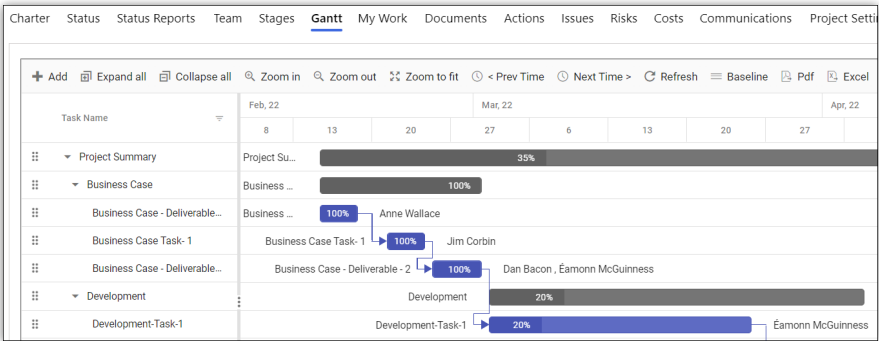 Charter Status Status Reports Team Stages Gantt My Work Documents Actions Issues Risks Costs Communications Project Setti
Add Expand all Collapse all Zoom in Zoom out Zoom to fit < Prev Time Next Time > Refresh Baseline Pdf Excel
Task Name Feb, 22 Mar, 22 Apr, 22
8 13 20 27 6 13 20 27
Project Summary Project Su... 35%
Business Case Business ... 100%
Business Case - Deliverable... Business ... 100% Anne Wallace
Business Case Task- 1 Business Case Task- 1 100% Jim Corbin
Business Case - Deliverable... Business Case - Deliverable - 2 100% Dan Bacon , Éamonn McGuinness
Development Development 20%
Development-Task-1 Development-Task-1 20% Éamonn McGuinness